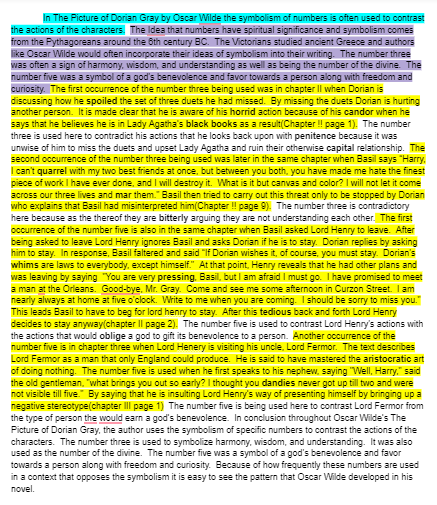 In The Picture of Dorian Gray by Oscar Wilde the symbolism of numbers is often used to contrast
the actions of the characters. The Idea that numbers have spiritual significance and symbolism comes
from the Pythagoreans around the 6th century BC. The Victorians studied ancient Greece and authors
like Oscar Wilde would often incorporate their ideas of symbolism into their writing. The number three
was often a sign of harmony, wisdom, and understanding as well as being the number of the divine. The
number five was a symbol of a god's benevolence and favor towards a person along with freedom and
curiosity. The first occurrence of the number three being used was in chapter II when Dorian is
discussing how he spoiled the set of three duets he had missed. By missing the duets Dorian is hurting
another person. It is made clear that he is aware of his horrid action because of his candor when he
says that he believes he is in Lady Agatha's black books as a result(Chapter !! page 1). The number
three is used here to contradict his actions that he looks back upon with penitence because it was
unwise of him to miss the duets and upset Lady Agatha and ruin their otherwise capital relationship. The
second occurrence of the number three being used was later in the same chapter when Basil says "Harry,
I can't quarrel with my two best friends at once, but between you both, you have made me hate the finest
piece of work I have ever done, and I will destroy it. What is it but canvas and color? I will not let it come
across our three lives and mar them." Basil then tried to carry out this threat only to be stopped by Dorian
who explains that Basil had misinterpreted him(Chapter !! page 9). The number three is contradictory
here because as the thereof they are bitterly arguing they are not understanding each other. The first
occurrence of the number five is also in the same chapter when Basil asked Lord Henry to leave. After
being asked to leave Lord Henry ignores Basil and asks Dorian if he is to stay. Dorian replies by asking
him to stay. In response, Basil faltered and said "If Dorian wishes it, of course, you must stay. Dorian's
whims are laws to everybody, except himself." At that point, Henry reveals that he had other plans and
was leaving by saying "You are very pressing, Basil, but I am afraid I must go. I have promised to meet
a man at the Orleans. Good-bye, Mr. Gray. Come and see me some afternoon in Curzon Street. I am
nearly always at home at five o'clock. Write to me when you are coming. I should be sorry to miss you."
This leads Basil to have to beg for lord henry to stay. After this tedious back and forth Lord Henry
decides to stay anyway(chapter II page 2). The number five is used to contrast Lord Henry's actions with
the actions that would oblige a god to gift its benevolence to a person. Another occurrence of the
number five is in chapter three when Lord Henery is visiting his uncle, Lord Fermor. The text describes
Lord Fermor as a man that only England could produce. He is said to have mastered the aristocratic art
of doing nothing. The number five is used when he first speaks to his nephew, saying "Well, Harry," said
the old gentleman, "what brings you out so early? I thought you dandies never got up till two and were
not visible till five." By saying that he is insulting Lord Henry's way of presenting himself by bringing up a
negative stereotype(chapter III page 1) The number five is being used here to contrast Lord Fermor from
the type of person the would earn a god's benevolence. In conclusion throughout Oscar Wilde's The
Picture of Dorian Gray, the author uses the symbolism of specific numbers to contrast the actions of the
characters. The number three is used to symbolize harmony, wisdom, and understanding. It was also
used as the number of the divine. The number five was a symbol of a god's benevolence and favor
towards a person along with freedom and curiosity. Because of how frequently these numbers are used
in a context that opposes the symbolism it is easy to see the pattern that Oscar Wilde developed in his
novel.